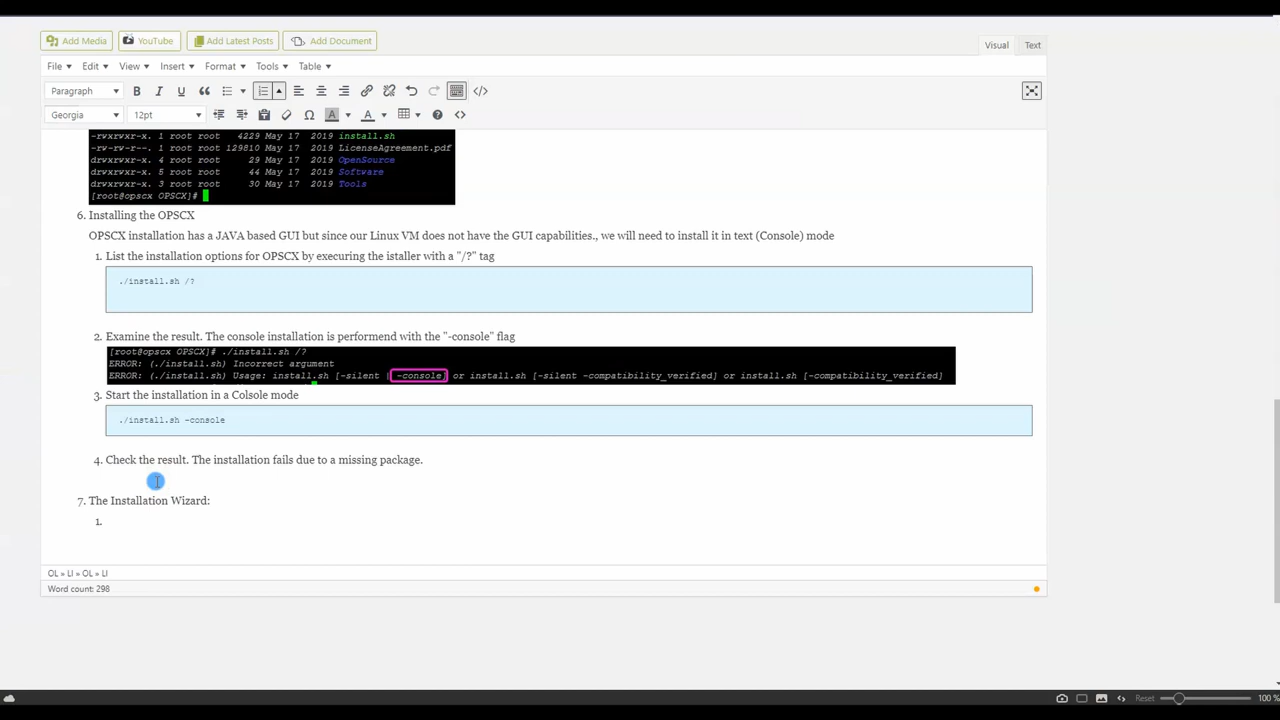 Add Media YouTube Add Latest Posts Add Document
Visual Text
File Edit View Insert Format Tools Table
Paragraph
Georgia 12pt
-rwxrwxr-x. 1 root root 4229 May 17 2019 install.sh
-rw-rw-r--. 1 root root 129810 May 17 2019 LicenseAgreement.pdf
drwxrwxr-x. 4 root root 29 May 17 2019 OpenSource
drwxrwxr-x. 5 root root 44 May 17 2019 Software
drwxrwxr-x. 3 root root 30 May 17 2019 Tools
[root@opscx OPSCX]#
6. Installing the OPSCX
OPSCX installation has a JAVA based GUI but since our Linux VM does not have the GUI capabilities., we will need to install it in text (Console) mode
1. List the installation options for OPSCX by executing the istaller with a "/?" tag
./install.sh /?
2. Examine the result. The console installation is performend with the "-console" flag
[root@opscx OPSCX]# ./install.sh /?
ERROR: (./install.sh) Incorrect argument
ERROR: (./install.sh) Usage: install.sh [-silent | -console] or install.sh [-silent -compatibility_verified] or install.sh [-compatibility_verified]
3. Start the installation in a Colsole mode
./install.sh -console
4. Check the result. The installation fails due to a missing package.
7. The Installation Wizard:
1.
OL » LI » OL » LI
Word count: 298
Reset 100 %